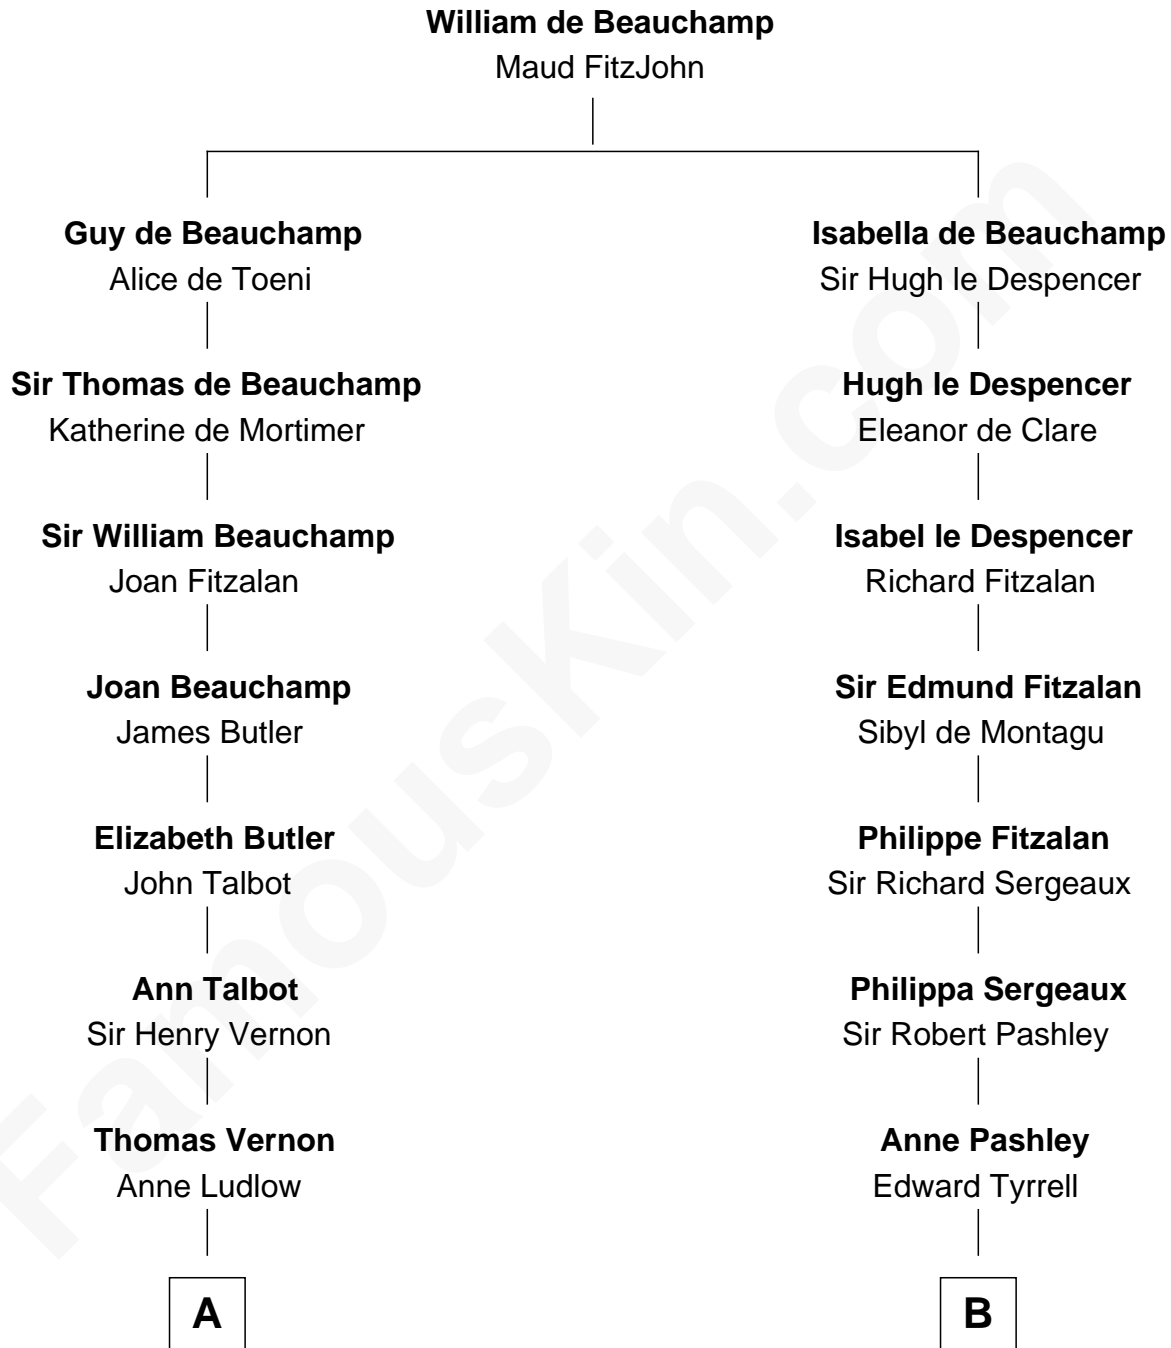 William de Beauchamp
Maud FitzJohn
Guy de Beauchamp
Alice de Toeni
Isabella de Beauchamp
Sir Hugh le Despencer
Sir Thomas de Beauchamp
Katherine de Mortimer
Hugh le Despencer
Eleanor de Clare
Sir William Beauchamp
Joan Fitzalan
Isabel le Despencer
Richard Fitzalan
Joan Beauchamp
James Butler
Sir Edmund Fitzalan
Sibyl de Montagu
Elizabeth Butler
John Talbot
Philippe Fitzalan
Sir Richard Sergeaux
Ann Talbot
Sir Henry Vernon
Philippa Sergeaux
Sir Robert Pashley
Thomas Vernon
Anne Ludlow
Anne Pashley
Edward Tyrrell
A
B
FamousKin.com